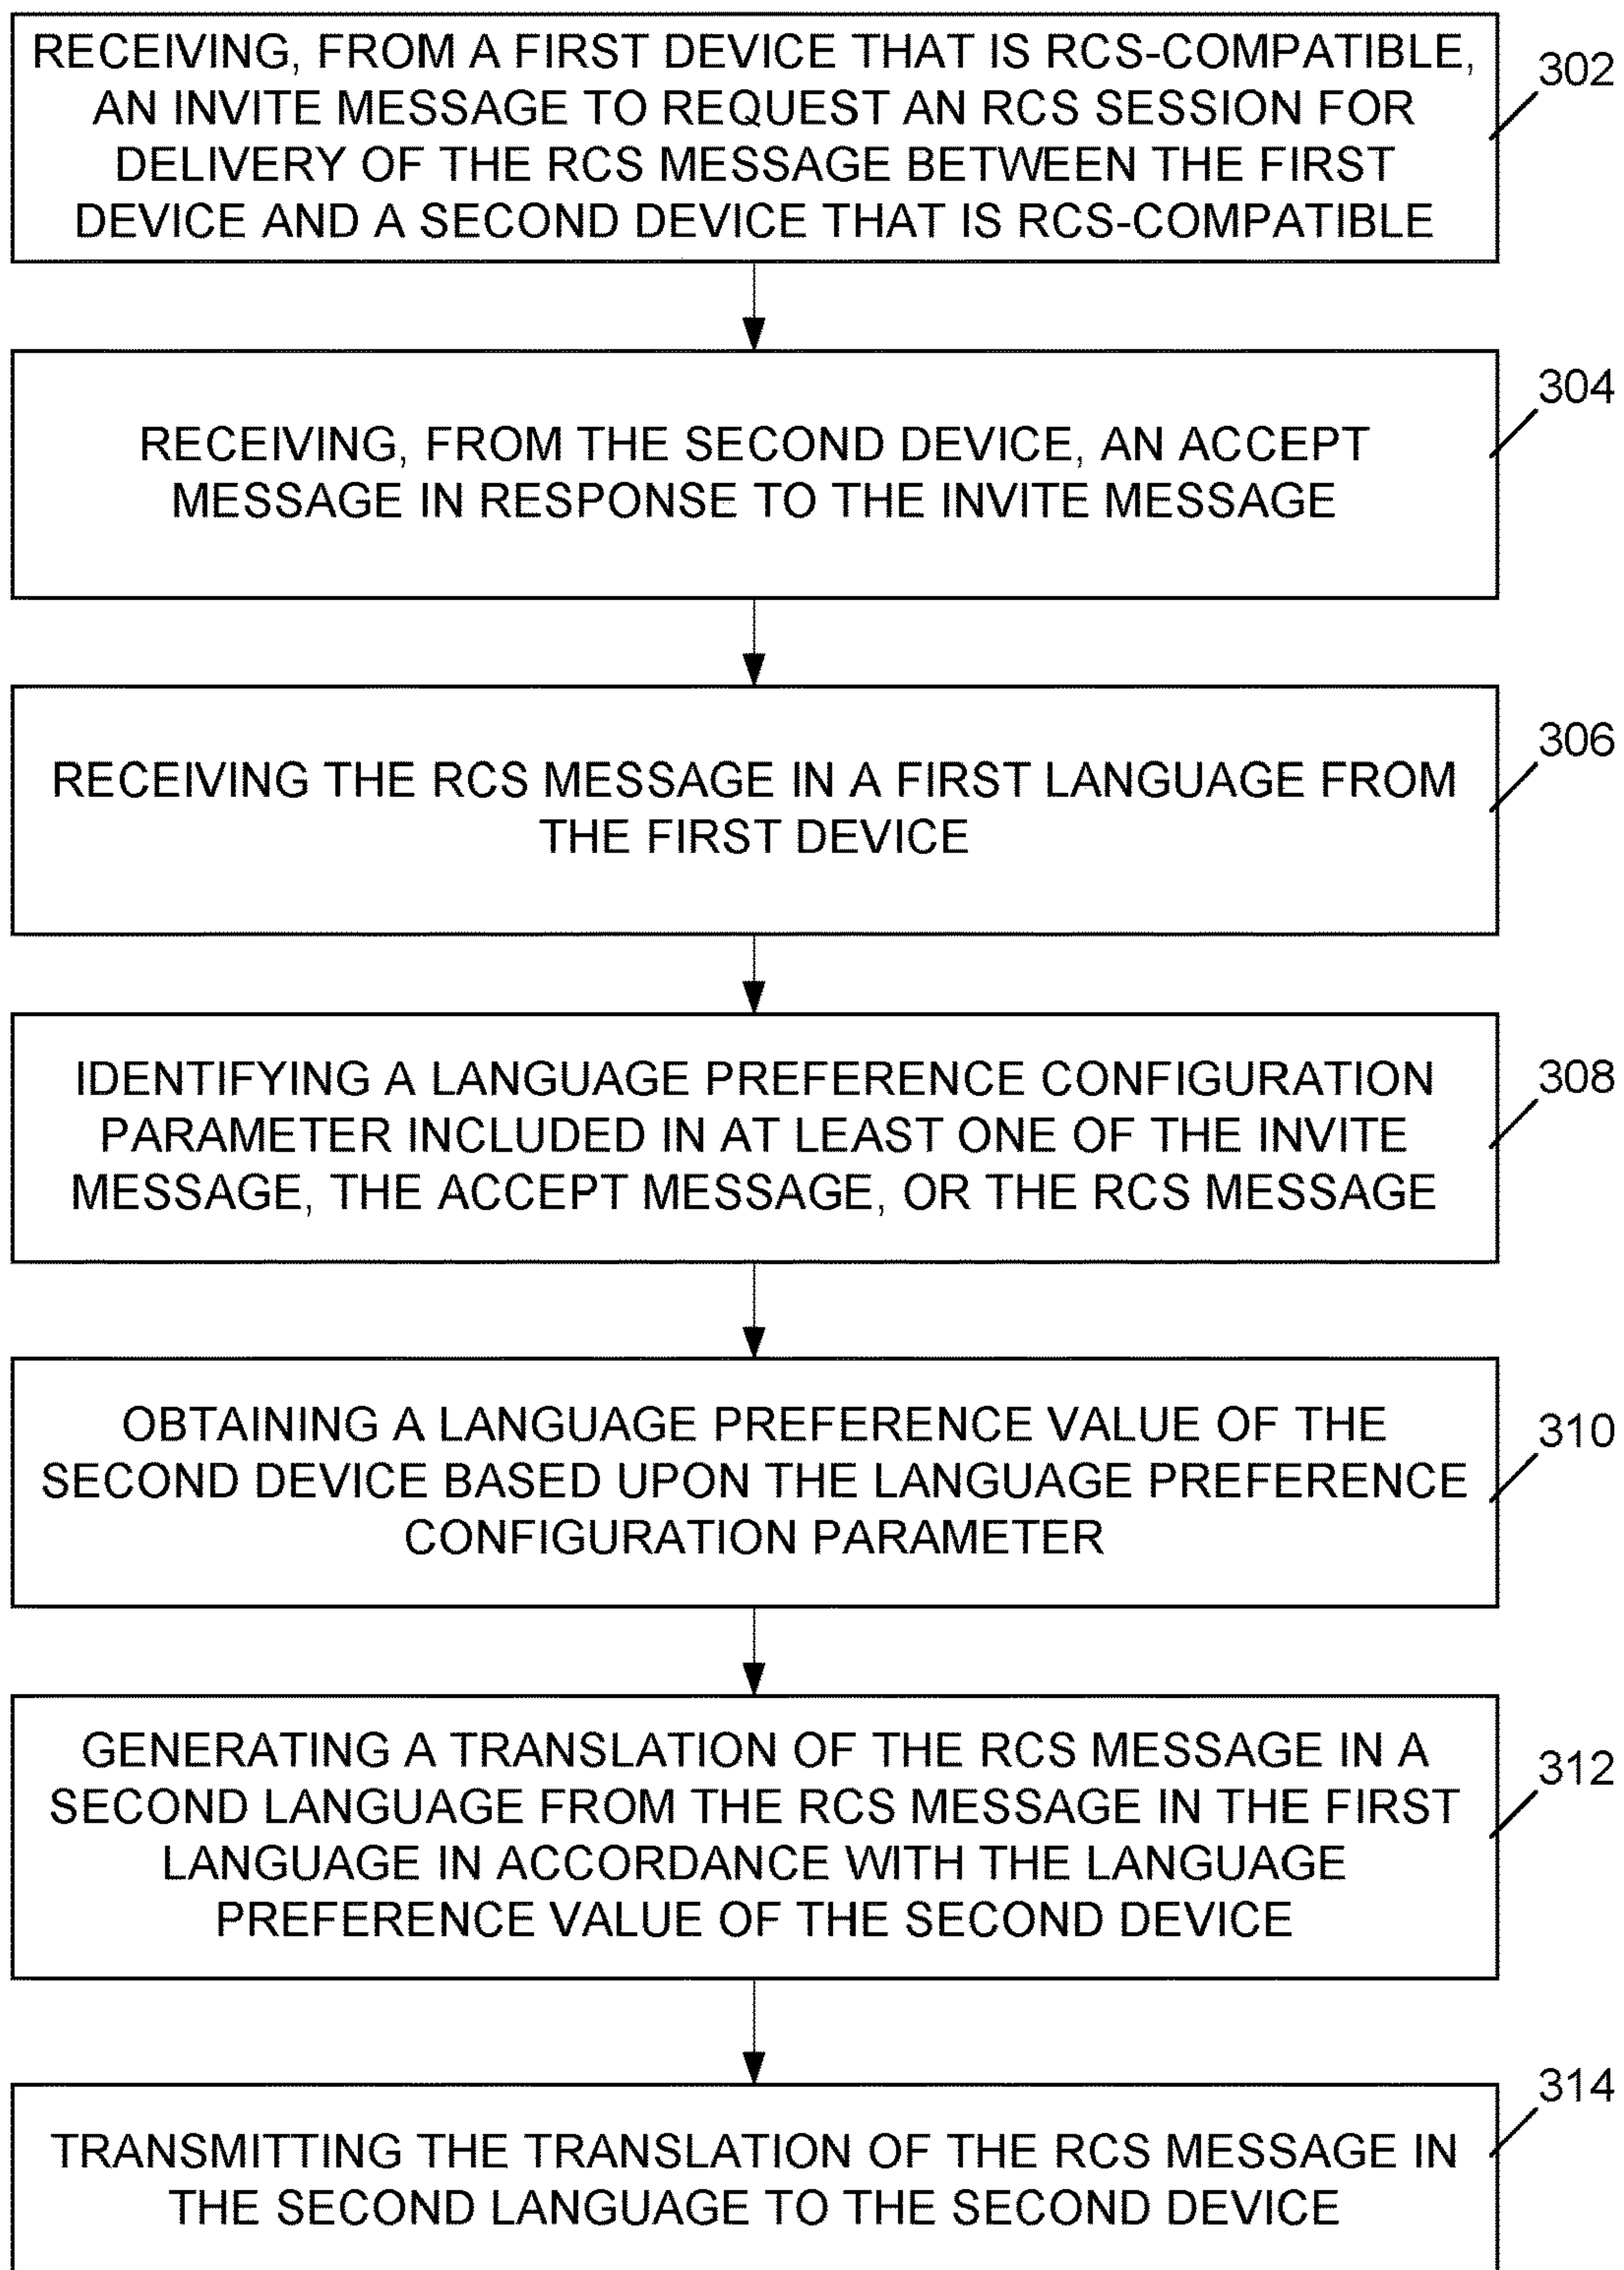 RECEIVING, FROM A FIRST DEVICE THAT IS RCS-COMPATIBLE,
AN INVITE MESSAGE TO REQUEST AN RCS SESSION FOR
DELIVERY OF THE RCS MESSAGE BETWEEN THE FIRST
DEVICE AND A SECOND DEVICE THAT IS RCS-COMPATIBLE
302
RECEIVING, FROM THE SECOND DEVICE, AN ACCEPT
MESSAGE IN RESPONSE TO THE INVITE MESSAGE
304
RECEIVING THE RCS MESSAGE IN A FIRST LANGUAGE FROM
THE FIRST DEVICE
306
IDENTIFYING A LANGUAGE PREFERENCE CONFIGURATION
PARAMETER INCLUDED IN AT LEAST ONE OF THE INVITE
MESSAGE, THE ACCEPT MESSAGE, OR THE RCS MESSAGE
308
OBTAINING A LANGUAGE PREFERENCE VALUE OF THE
SECOND DEVICE BASED UPON THE LANGUAGE PREFERENCE
CONFIGURATION PARAMETER
310
GENERATING A TRANSLATION OF THE RCS MESSAGE IN A
SECOND LANGUAGE FROM THE RCS MESSAGE IN THE FIRST
LANGUAGE IN ACCORDANCE WITH THE LANGUAGE
PREFERENCE VALUE OF THE SECOND DEVICE
312
TRANSMITTING THE TRANSLATION OF THE RCS MESSAGE IN
THE SECOND LANGUAGE TO THE SECOND DEVICE
314